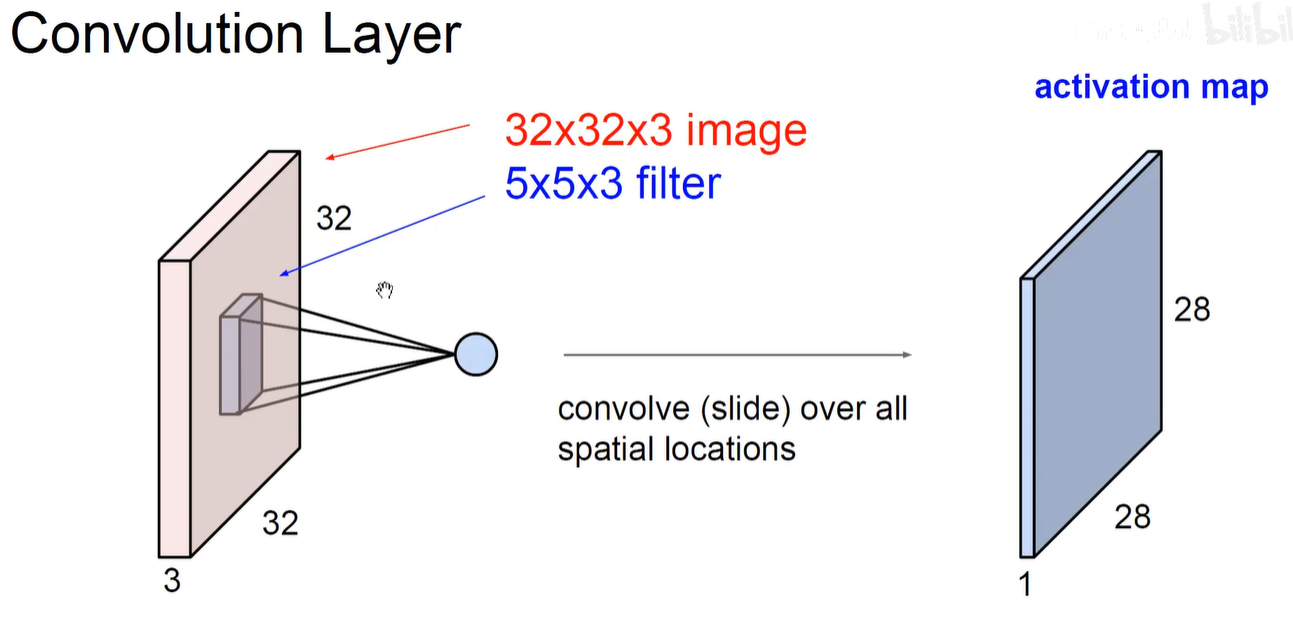 Convolution Layer
bilibil
activation map
32x32x3 image
5x5x3 filter
32
28
convolve (slide) over all
spatial locations
32
28
3
1